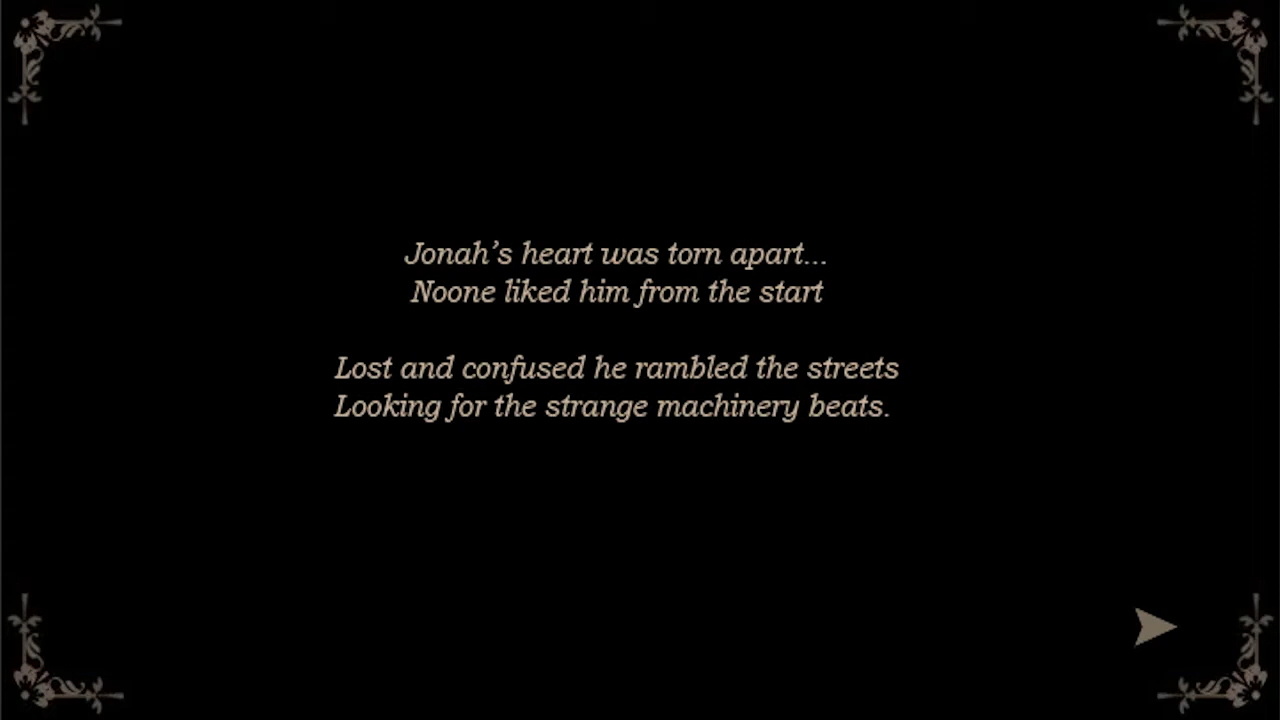 Jonah’s heart was torn apart...
Noone liked him from the start
Lost and confused he rambled the streets
Looking for the strange machinery beats.